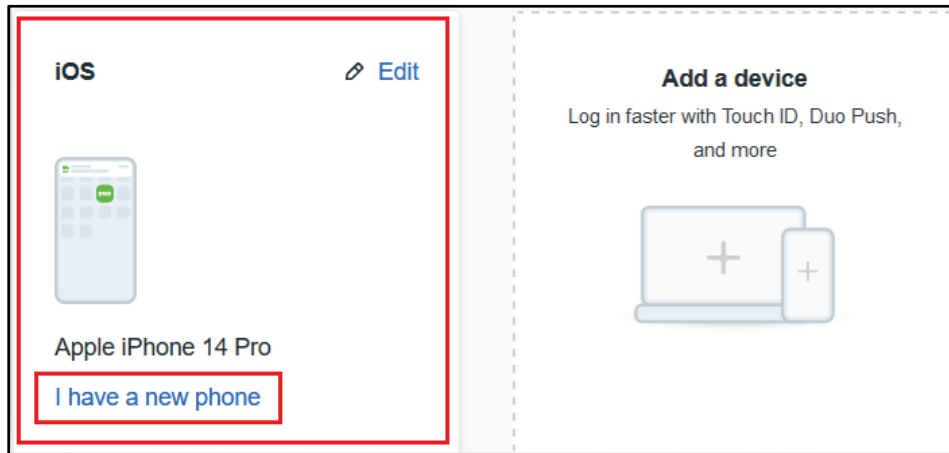 iOS
Edit
Apple iPhone 14 Pro
I have a new phone
Add a device
Log in faster with Touch ID, Duo Push,
and more